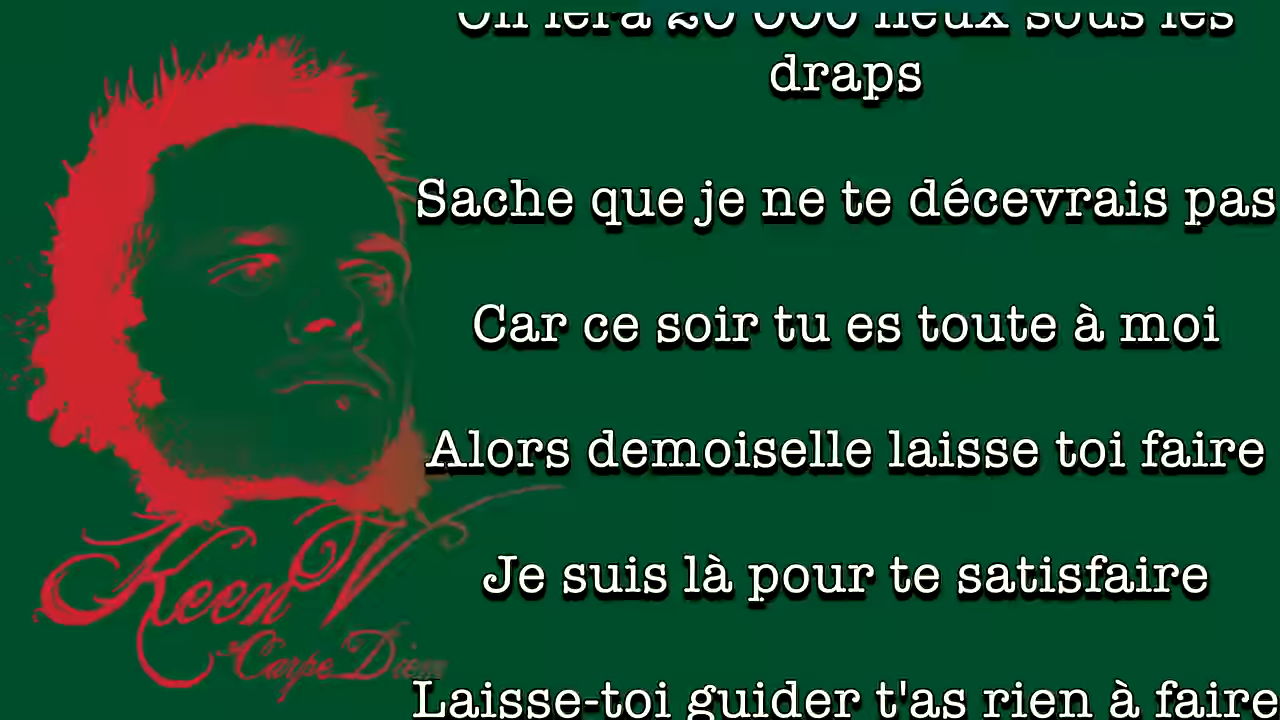 On fera 20 000 lieux sous les
draps
Sache que je ne te décevrais pas
Car ce soir tu es toute à moi
Alors demoiselle laisse toi faire
Je suis là pour te satisfaire
Laisse-toi guider t'as rien à faire
Keen V
Carpe Diem